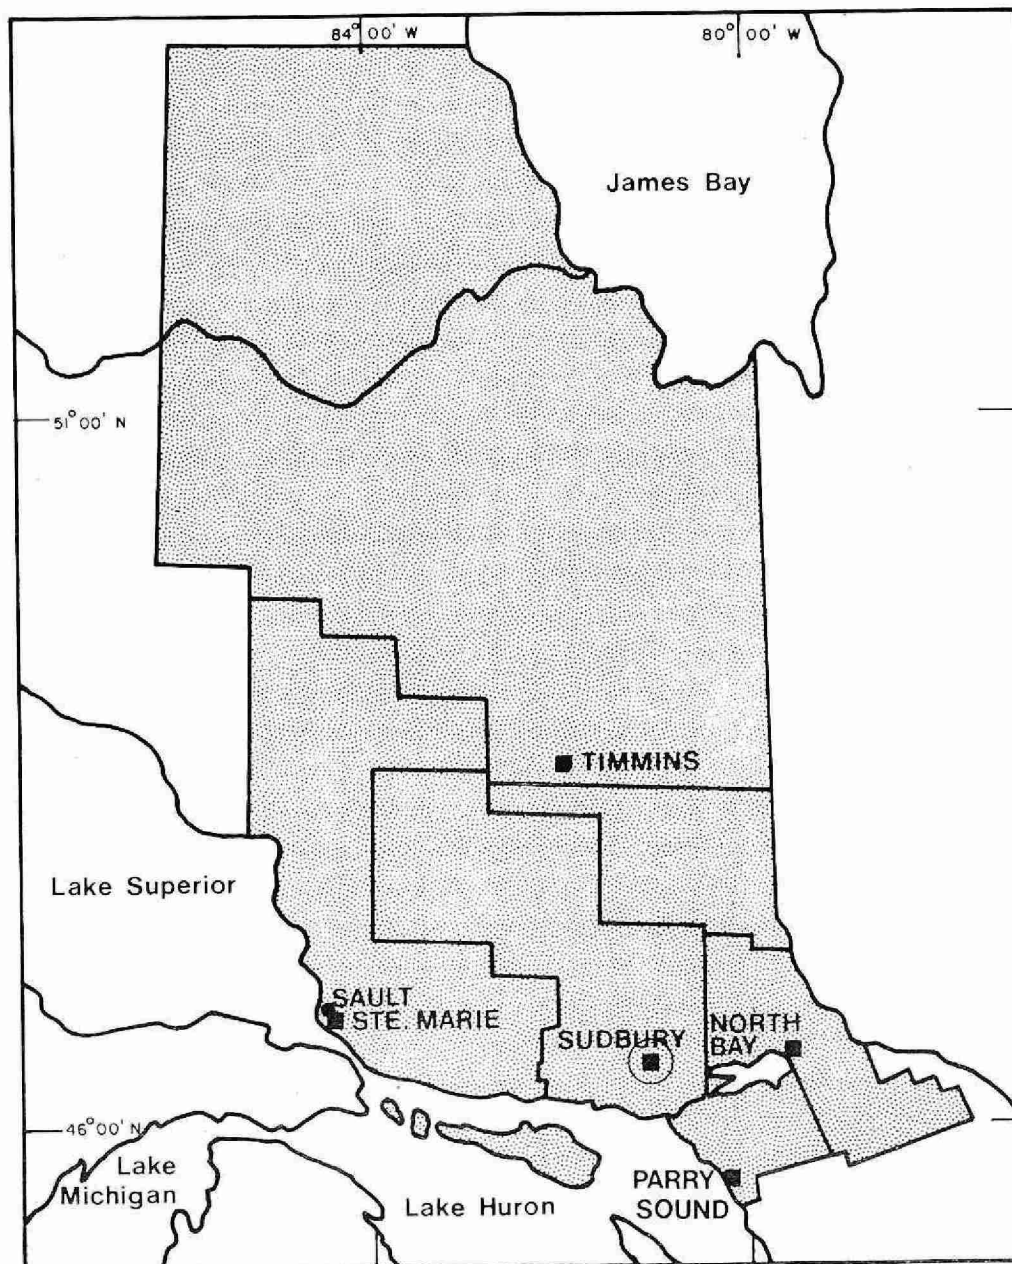 84° 00' W
80° 00' W
James Bay
51° 00' N
TIMMINS
Lake Superior
SAULT
STE. MARIE
SUDBURY
NORTH
BAY
46° 00' N
Lake
Michigan
Lake Huron
PARRY
SOUND